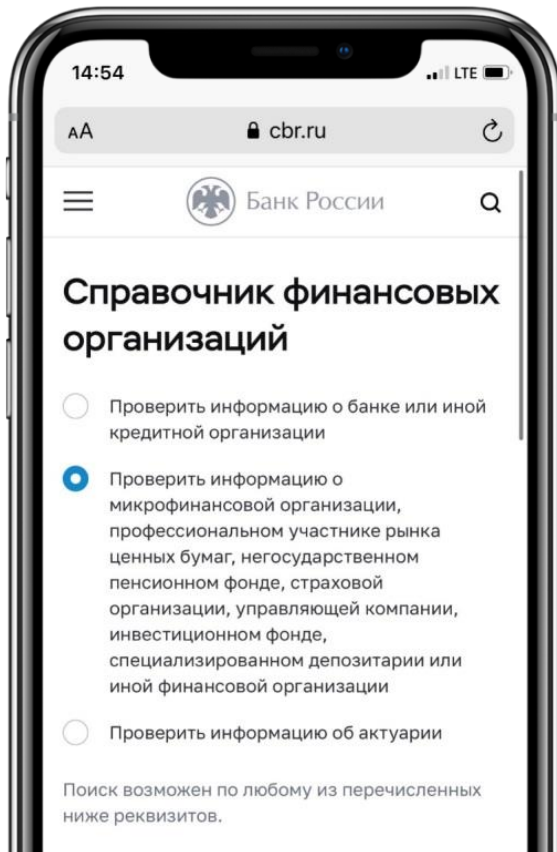 14:54
LTE
AA
cbr.ru
Банк России
Справочник финансовых
организаций
Проверить информацию о банке или иной
кредитной организации
Проверить информацию о
микрофинансовой организации,
профессиональном участнике рынка
ценных бумаг, негосударственном
пенсионном фонде, страховой
организации, управляющей компании,
инвестиционном фонде,
специализированном депозитарии или
иной финансовой организации
Проверить информацию об актуарии
Поиск возможен по любому из перечисленных
ниже реквизитов.